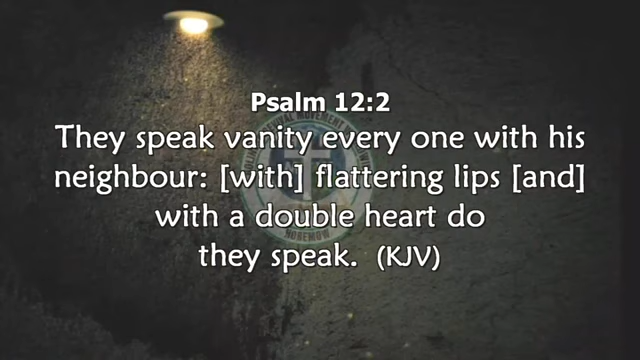 Psalm 12:2
They speak vanity every one with his
neighbour: [with] flattering lips [and]
with a double heart do
they speak. (KJV)